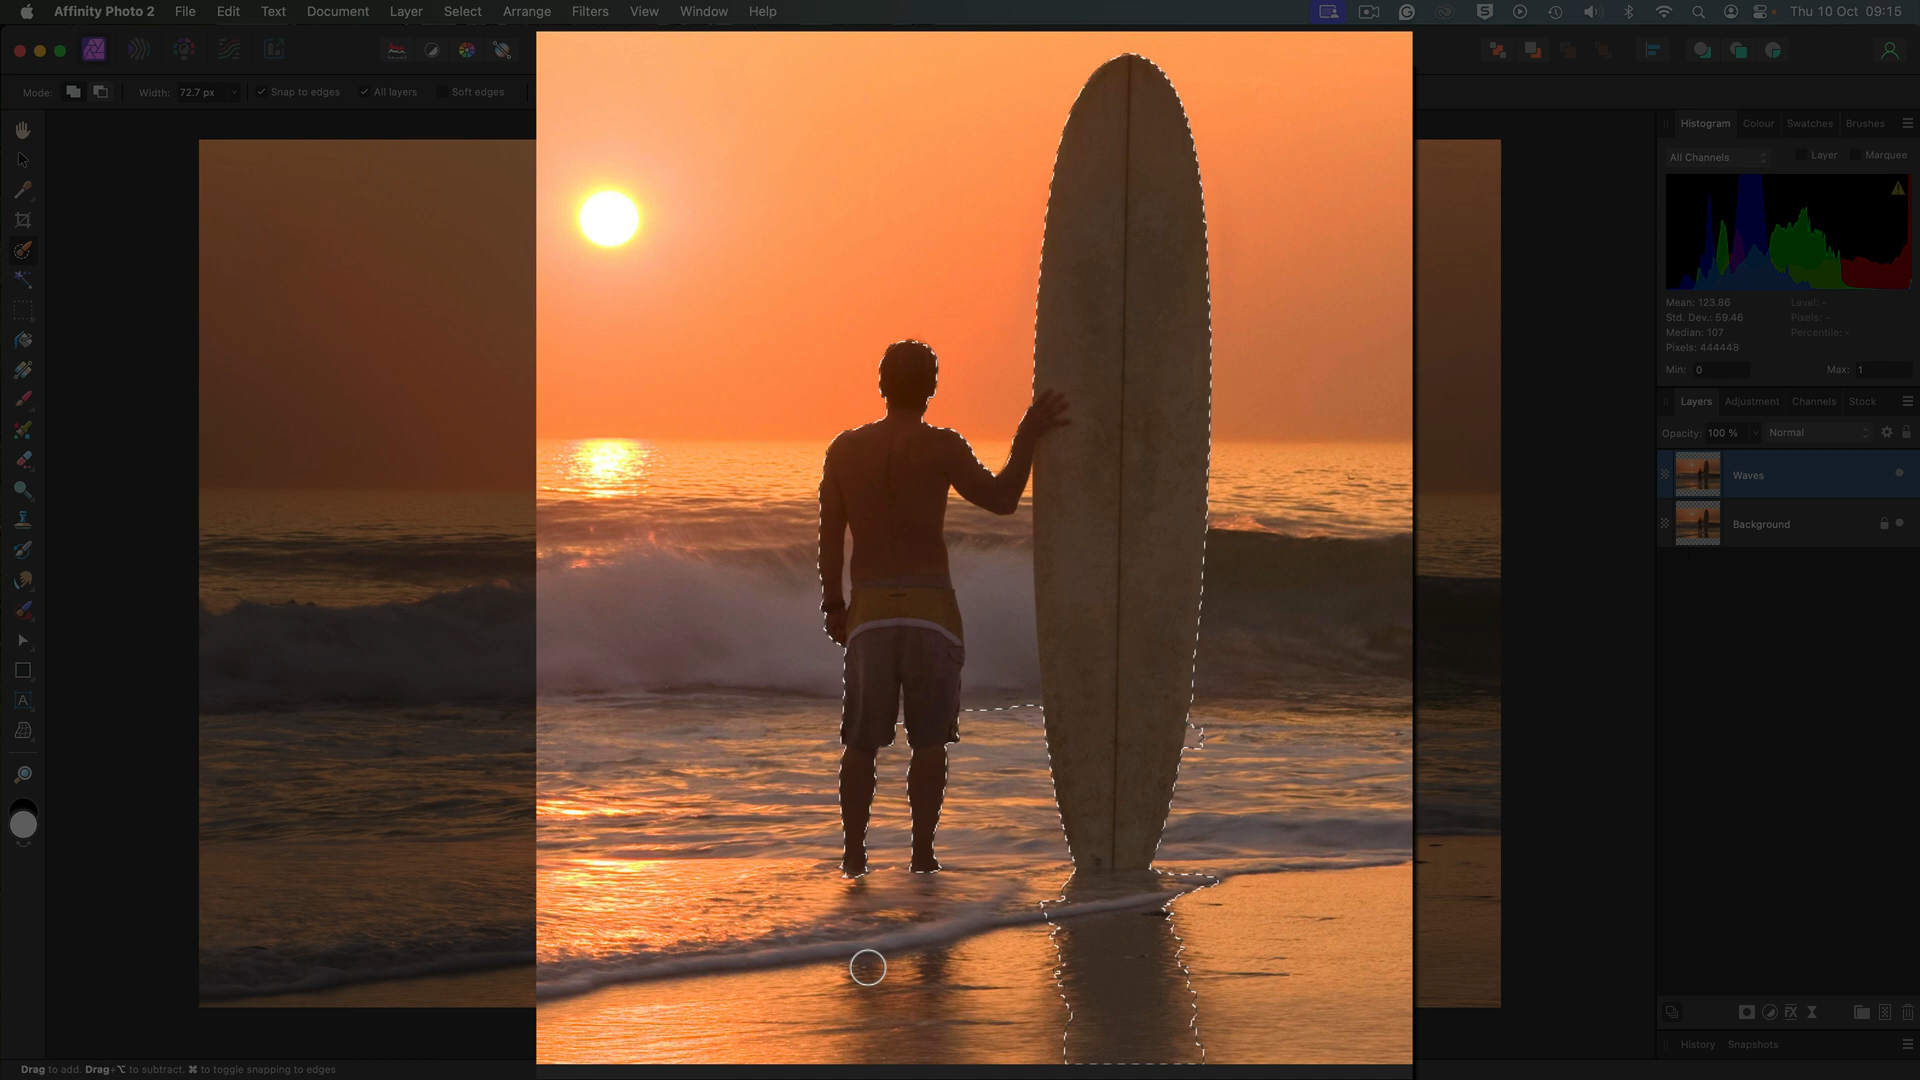 Affinity Photo 2 File Edit Text Document Layer Select Arrange Filters View Window Help Thu 10 Oct 09:15
Mode: Width: 72.7 px Snap to edges All layers Soft edges
Histogram Colour Swatches Brushes
All Channels Layer Marquee
Mean: 123.86 Level: -
Std. Dev.: 59.46 Pixels: -
Median: 107 Percentile: -
Pixels: 444448
Min: 0 Max: 1
Layers Adjustment Channels Stock
Opacity: 100 % Normal
Waves
Background
History Snapshots
Drag to add. Drag+⌥ to subtract. ⌘ to toggle snapping to edges